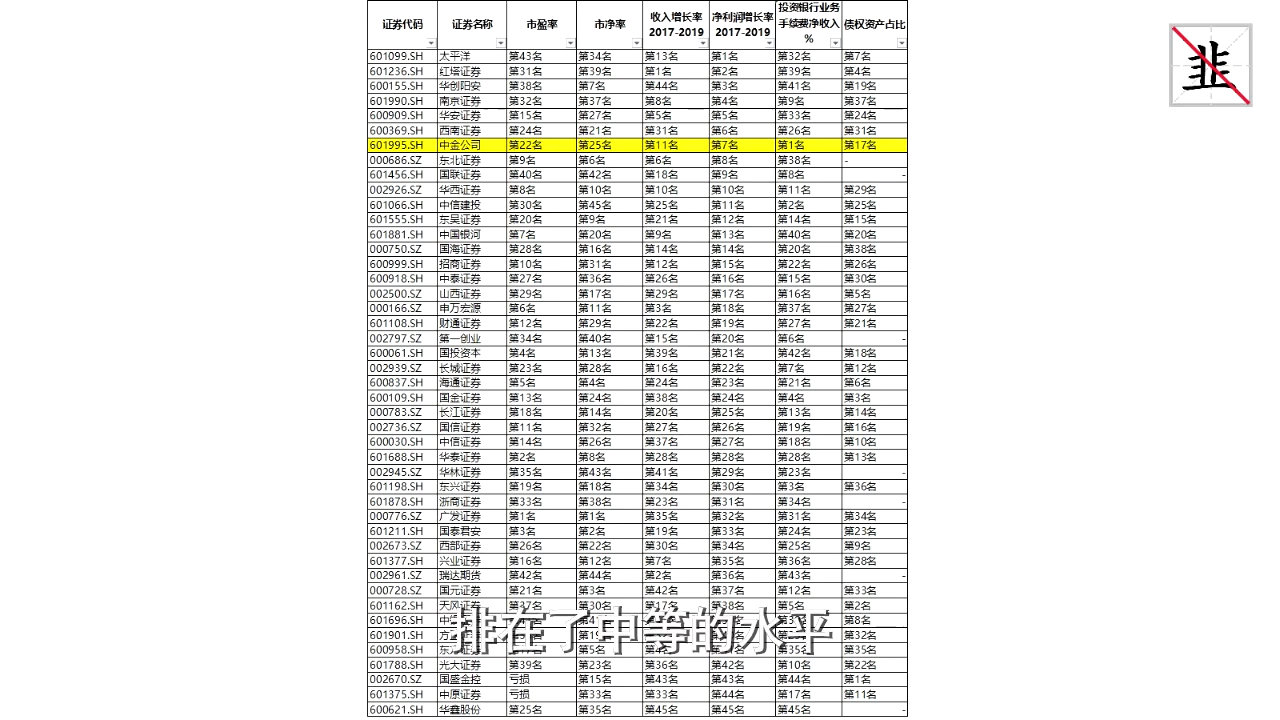 证券代码 证券名称 市盈率 市净率 收入增长率 2017-2019 净利润增长率 2017-2019 投资银行业务手续费净收入% 债权资产占比
601099.SH 太平洋 第43名 第34名 第13名 第1名 第32名 第7名
601236.SH 红塔证券 第31名 第39名 第1名 第2名 第39名 第4名
600155.SH 华创阳安 第38名 第7名 第44名 第3名 第41名 第19名
601990.SH 南京证券 第32名 第37名 第8名 第4名 第9名 第37名
600909.SH 华安证券 第15名 第27名 第5名 第5名 第33名 第24名
600369.SH 西南证券 第24名 第21名 第31名 第6名 第26名 第31名
601995.SH 中金公司 第22名 第25名 第11名 第7名 第1名 第17名
000686.SZ 东北证券 第9名 第6名 第6名 第8名 第38名 -
601456.SH 国联证券 第40名 第42名 第18名 第9名 第8名 -
002926.SZ 华西证券 第8名 第10名 第10名 第10名 第11名 第29名
601066.SH 中信建投 第30名 第45名 第25名 第11名 第2名 第25名
601555.SH 东吴证券 第20名 第9名 第21名 第12名 第14名 第15名
601881.SH 中国银河 第7名 第20名 第9名 第13名 第40名 第20名
000750.SZ 国海证券 第28名 第16名 第14名 第14名 第20名 第38名
600999.SH 招商证券 第10名 第31名 第12名 第15名 第22名 第26名
600918.SH 中泰证券 第27名 第36名 第26名 第16名 第15名 第30名
002500.SZ 山西证券 第29名 第17名 第29名 第17名 第16名 第5名
000166.SZ 申万宏源 第6名 第11名 第3名 第18名 第37名 第27名
601108.SH 财通证券 第12名 第29名 第22名 第19名 第27名 第21名
002797.SZ 第一创业 第34名 第40名 第15名 第20名 第6名 -
600061.SH 国投资本 第4名 第13名 第39名 第21名 第42名 第18名
002939.SZ 长城证券 第23名 第28名 第16名 第22名 第7名 第12名
600837.SH 海通证券 第5名 第4名 第24名 第23名 第21名 第6名
600109.SH 国金证券 第13名 第24名 第38名 第24名 第4名 第3名
000783.SZ 长江证券 第18名 第14名 第20名 第25名 第13名 第14名
002736.SZ 国信证券 第11名 第32名 第27名 第26名 第19名 第16名
600030.SH 中信证券 第14名 第26名 第37名 第27名 第18名 第10名
601688.SH 华泰证券 第2名 第8名 第28名 第28名 第28名 第13名
002945.SZ 华林证券 第35名 第43名 第41名 第29名 第23名 -
601198.SH 东兴证券 第19名 第18名 第34名 第30名 第3名 第36名
601878.SH 浙商证券 第33名 第38名 第23名 第31名 第34名 -
000776.SZ 广发证券 第1名 第1名 第35名 第32名 第31名 第34名
601211.SH 国泰君安 第3名 第2名 第19名 第33名 第24名 第23名
002673.SZ 西部证券 第26名 第22名 第30名 第34名 第25名 第9名
601377.SH 兴业证券 第16名 第12名 第7名 第35名 第36名 第28名
002961.SZ 瑞达期货 第42名 第44名 第2名 第36名 第43名 -
000728.SZ 国元证券 第21名 第3名 第42名 第37名 第12名 第33名
601162.SH 天风证券 第37名 第30名 第17名 第38名 第5名 第2名
601696.SH 第8名
601901.SH 第32名
600958.SH 第5名 第35名 第35名
601788.SH 光大证券 第39名 第23名 第36名 第42名 第10名 第22名
002670.SZ 国盛金控 亏损 第15名 第43名 第43名 第44名 第1名
601375.SH 中原证券 亏损 第33名 第33名 第44名 第17名 第11名
600621.SH 华鑫股份 第25名 第35名 第45名 第45名 第45名 -
排在了中等的水平
韭